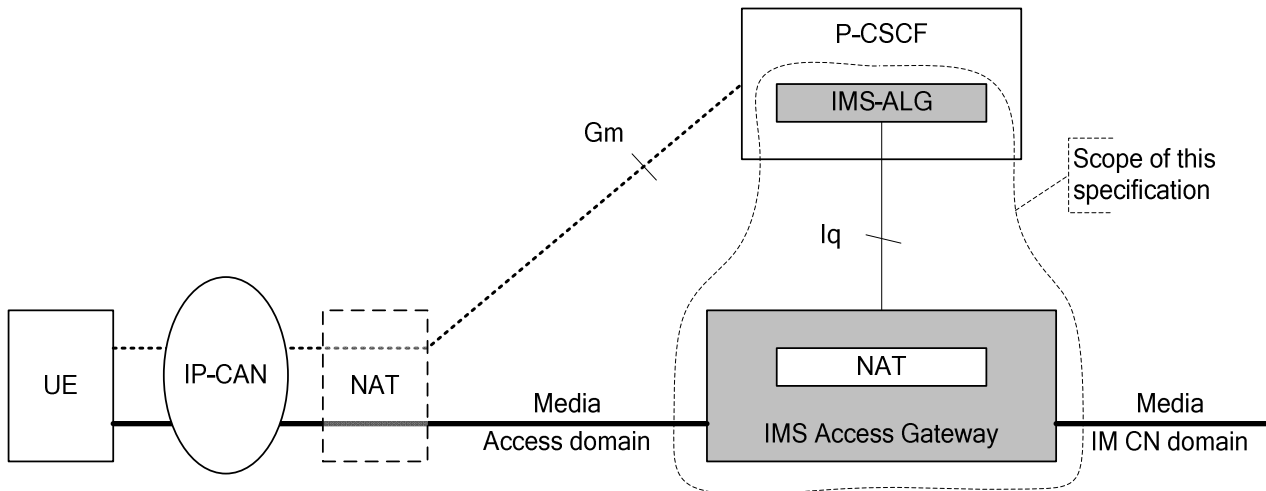 P-CSCF
IMS-ALG
Gm
Scope of this
specification
Iq
UE
IP-CAN
NAT
NAT
Media
Access domain
IMS Access Gateway
Media
IM CN domain